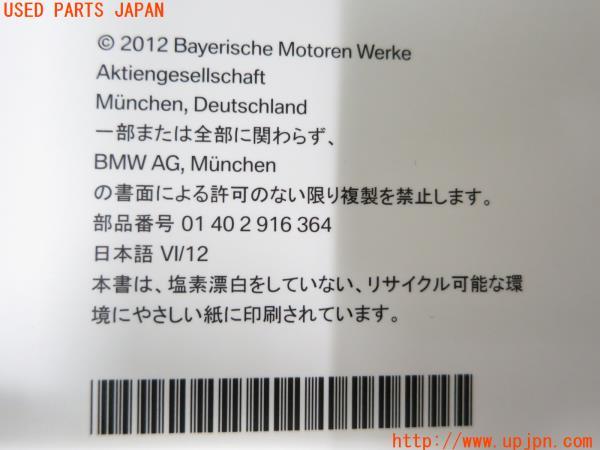 USED PARTS JAPAN
© 2012 Bayerische Motoren Werke
Aktiengesellschaft
München, Deutschland
一部または全部に関わらず、
BMW AG, München
の書面による許可のない限り複製を禁止します。
部品番号 01 40 2 916 364
日本語 VI/12
本書は、塩素漂白をしていない、リサイクル可能な環
境にやさしい紙に印刷されています。
http://www.upjpn.com/